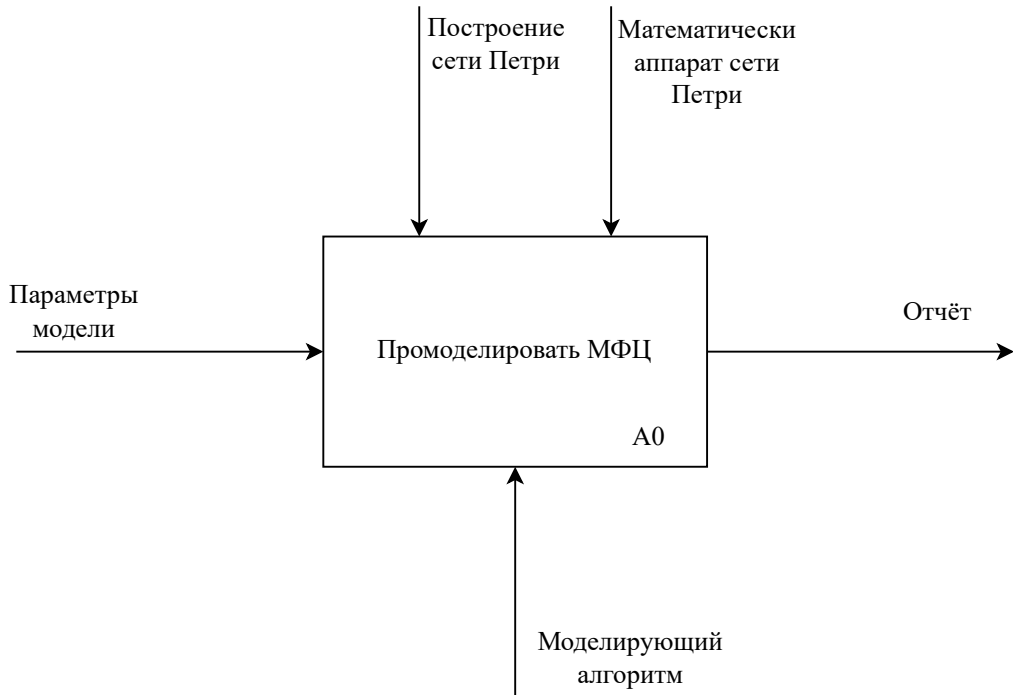 Построение
сети Петри
Математически
аппарат сети
Петри
Параметры
модели
Промоделировать МФЦ
А0
Отчёт
Моделирующий
алгоритм